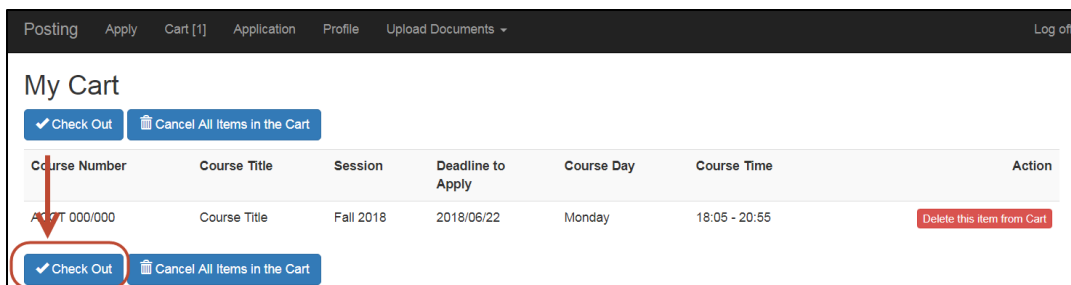 Posting Apply Cart [1] Application Profile Upload Documents Log off
My Cart
Check Out Cancel All Items in the Cart
Course Number Course Title Session Deadline to Apply Course Day Course Time Action
000/000 Course Title Fall 2018 2018/06/22 Monday 18:05 - 20:55 Delete this item from Cart
Check Out Cancel All Items in the Cart